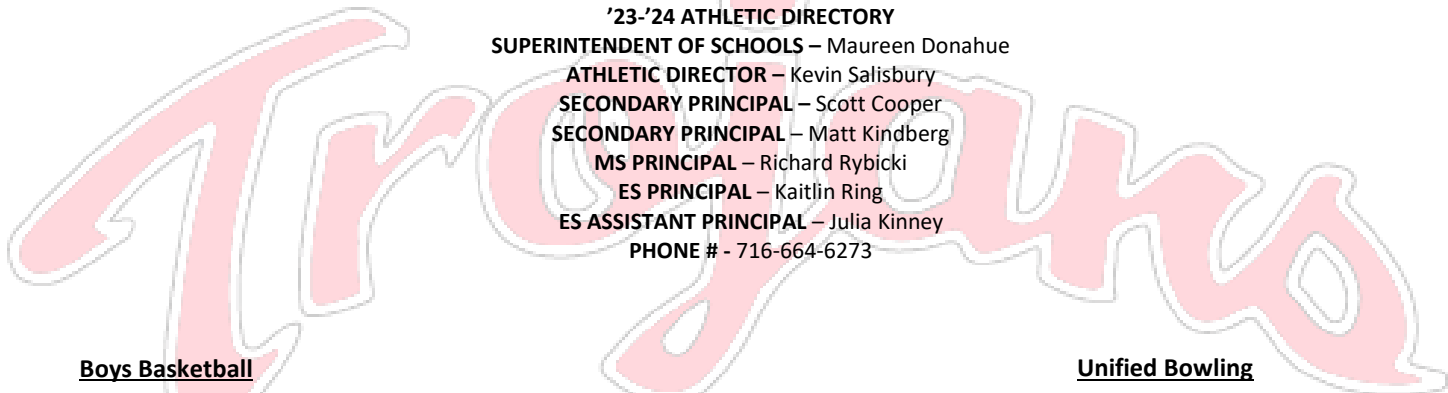 Trojans
’23-’24 ATHLETIC DIRECTORY
SUPERINTENDENT OF SCHOOLS – Maureen Donahue
ATHLETIC DIRECTOR – Kevin Salisbury
SECONDARY PRINCIPAL – Scott Cooper
SECONDARY PRINCIPAL – Matt Kindberg
MS PRINCIPAL – Richard Rybicki
ES PRINCIPAL – Kaitlin Ring
ES ASSISTANT PRINCIPAL – Julia Kinney
PHONE # - 716-664-6273
Boys Basketball
Unified Bowling